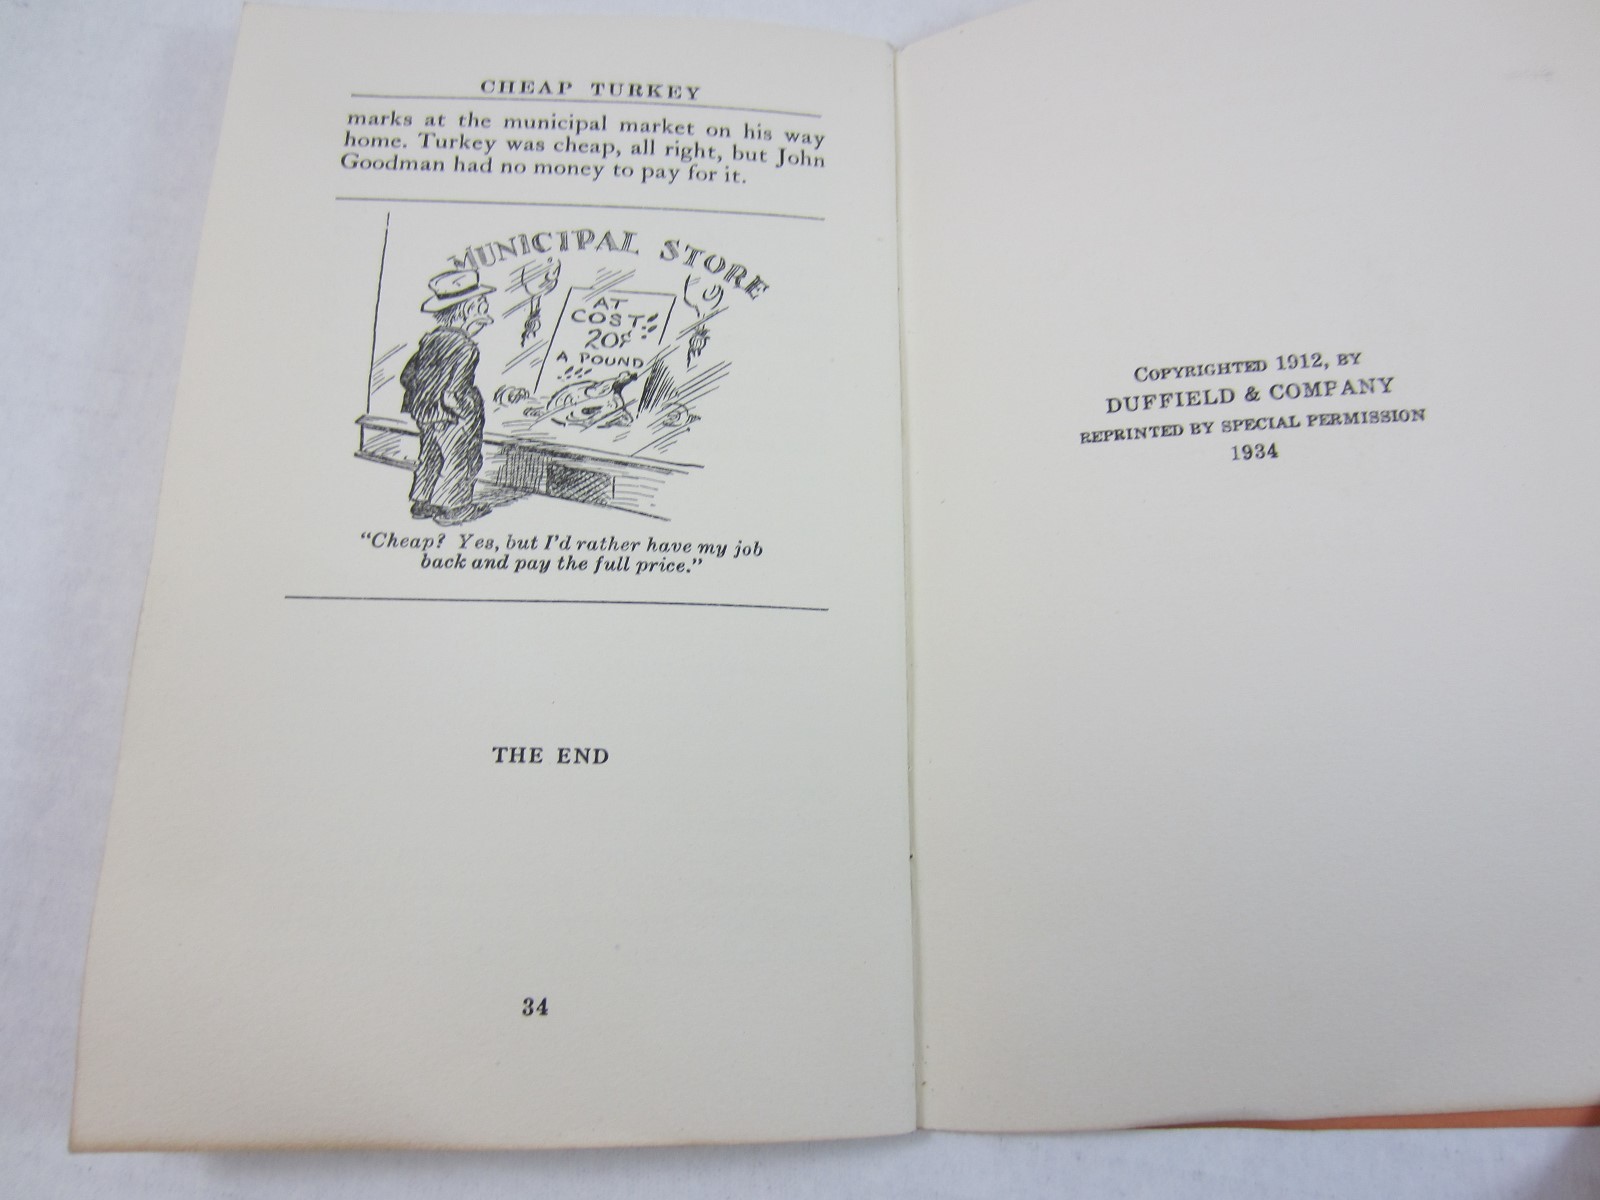 CHEAP TURKEY
marks at the municipal market on his way
home. Turkey was cheap, all right, but John
Goodman had no money to pay for it.
MUNICIPAL STORE
AT
COST!!
20¢
A POUND
!!!
"Cheap? Yes, but I'd rather have my job
back and pay the full price."
THE END
34
COPYRIGHTED 1912, BY
DUFFIELD & COMPANY
REPRINTED BY SPECIAL PERMISSION
1934